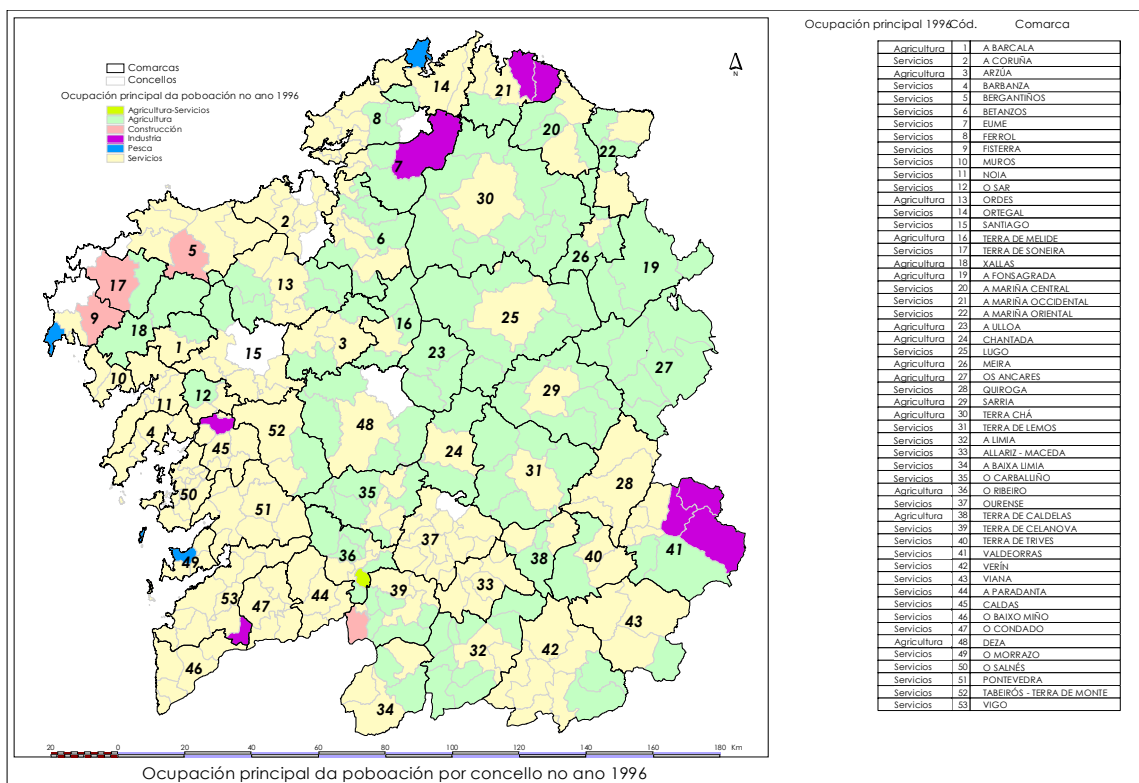 Ocupación principal 1996 Cód. Comarca
Agricultura 1 A BARCALA
Servicios 2 A CORUÑA
Agricultura 3 ARZÚA
Servicios 4 BARBANZA
Servicios 5 BERGANTIÑOS
Servicios 6 BETANZOS
Servicios 7 EUME
Servicios 8 FERROL
Servicios 9 FISTERRA
Servicios 10 MUROS
Servicios 11 NOIA
Servicios 12 O SAR
Agricultura 13 ORDES
Servicios 14 ORTEGAL
Servicios 15 SANTIAGO
Agricultura 16 TERRA DE MELIDE
Servicios 17 TERRA DE SONEIRA
Agricultura 18 XALLAS
Agricultura 19 A FONSAGRADA
Servicios 20 A MARIÑA CENTRAL
Servicios 21 A MARIÑA OCCIDENTAL
Servicios 22 A MARIÑA ORIENTAL
Agricultura 23 A ULLOA
Agricultura 24 CHANTADA
Servicios 25 LUGO
Agricultura 26 MEIRA
Agricultura 27 OS ANCARES
Servicios 28 QUIROGA
Agricultura 29 SARRIA
Agricultura 30 TERRA CHÁ
Servicios 31 TERRA DE LEMOS
Servicios 32 A LIMIA
Servicios 33 ALLARIZ - MACEDA
Servicios 34 A BAIXA LIMIA
Servicios 35 O CARBALLIÑO
Agricultura 36 O RIBEIRO
Servicios 37 OURENSE
Agricultura 38 TERRA DE CALDELAS
Servicios 39 TERRA DE CELANOVA
Servicios 40 TERRA DE TRIVES
Servicios 41 VALDEORRAS
Servicios 42 VERÍN
Servicios 43 VIANA
Servicios 44 A PARADANTA
Servicios 45 CALDAS
Servicios 46 O BAIXO MIÑO
Servicios 47 O CONDADO
Agricultura 48 DEZA
Servicios 49 O MORRAZO
Servicios 50 O SALNÉS
Servicios 51 PONTEVEDRA
Servicios 52 TABEIRÓS - TERRA DE MONTE
Servicios 53 VIGO
Comarcas
Concellos
Ocupación principal da poboación no ano 1996
Agricultura-Servicios
Agricultura
Construcción
Industria
Pesca
Servicios
N
14
21
8
20
22
7
30
2
5
6
26
19
17
13
25
9
18
16
1
15
3
23
27
10
12
29
11
4
52
48
24
45
31
28
50
35
51
37
36
38
40
41
49
39
33
53
47
44
43
32
42
46
34
20 0 20 40 60 80 100 120 140 160 180 Km
Ocupación principal da poboación por concello no ano 1996